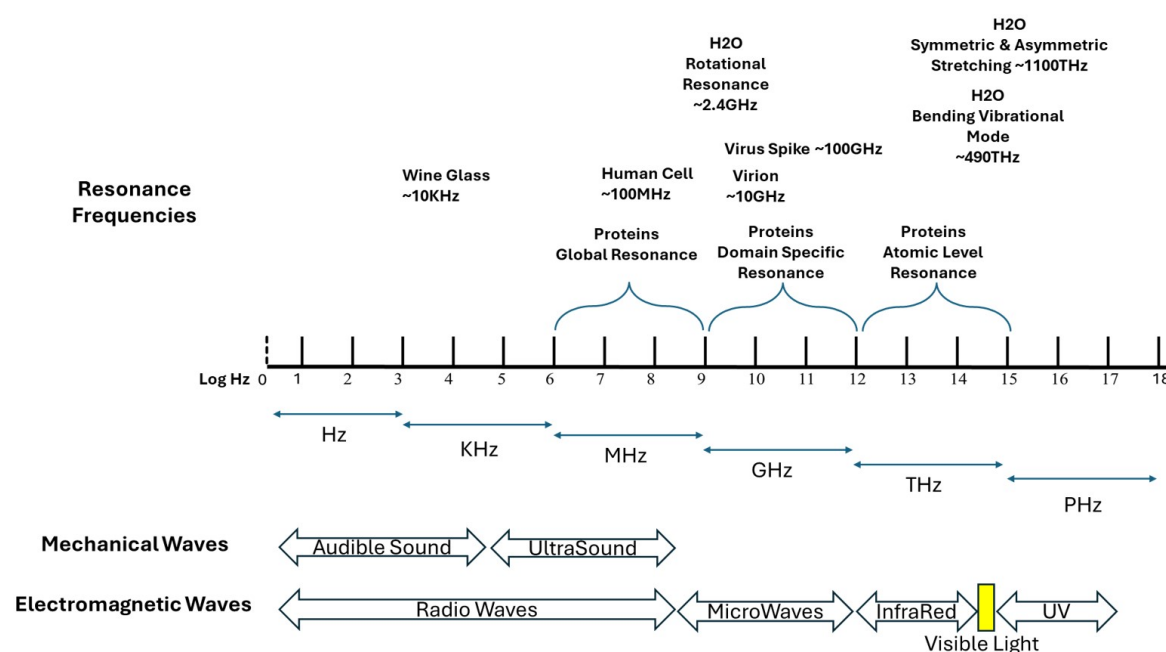 H2O
Symmetric & Asymmetric
Stretching ~1100THz
H2O
Rotational
Resonance
~2.4GHz
H2O
Bending Vibrational
Mode
~490THz
Virus Spike ~100GHz
Resonance
Frequencies
Wine Glass
~10KHz
Human Cell
~100MHz
Virion
~10GHz
Proteins
Global Resonance
Proteins
Domain Specific
Resonance
Proteins
Atomic Level
Resonance
Log Hz 0 1 2 3 4 5 6 7 8 9 10 11 12 13 14 15 16 17 18
Hz
KHz
MHz
GHz
THz
PHz
Mechanical Waves
Audible Sound
UltraSound
Electromagnetic Waves
Radio Waves
MicroWaves
InfraRed
UV
Visible Light